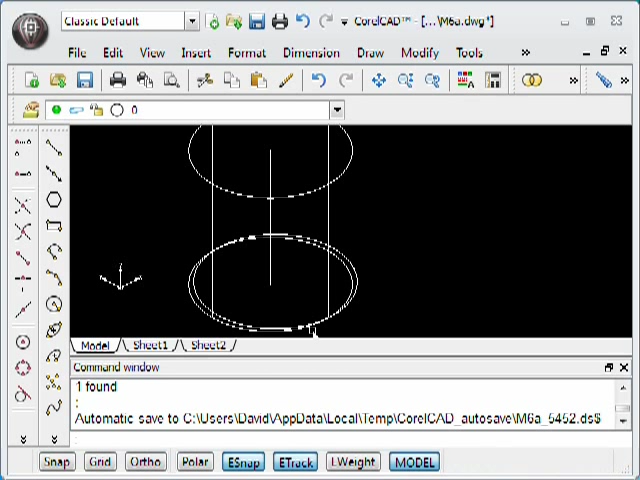 Classic Default CorelCAD™ - [...\M6a.dwg*]
File Edit View Insert Format Dimension Draw Modify Tools »
» »
0
Model Sheet1 Sheet2
Command window
1 found
:
Automatic save to C:\Users\David\AppData\Local\Temp\CorelCAD_autosave\M6a_5452.ds$
:
Snap Grid Ortho Polar ESnap ETrack LWeight MODEL